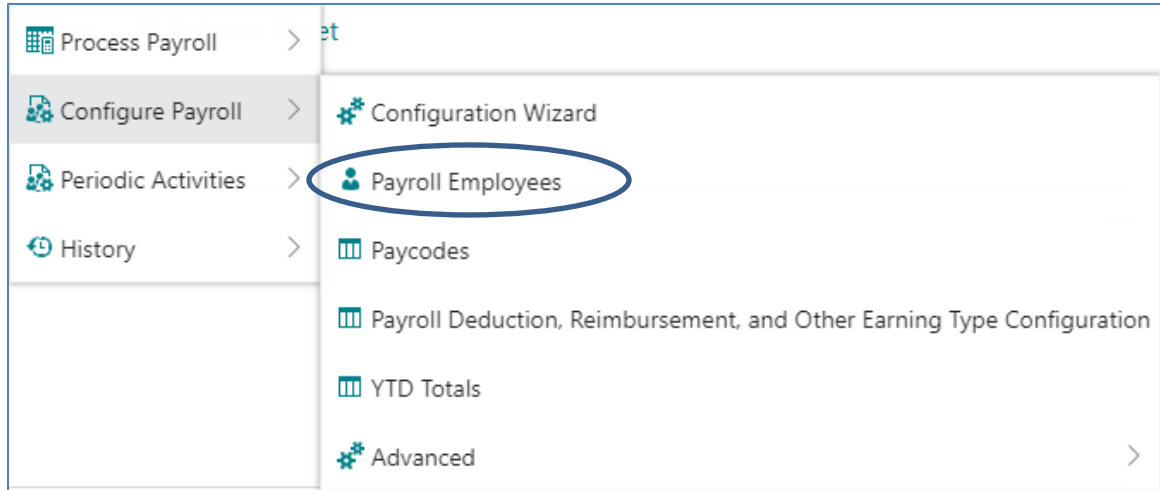 Process Payroll
et
Configure Payroll
Periodic Activities
History
Configuration Wizard
Payroll Employees
Paycodes
Payroll Deduction, Reimbursement, and Other Earning Type Configuration
YTD Totals
Advanced